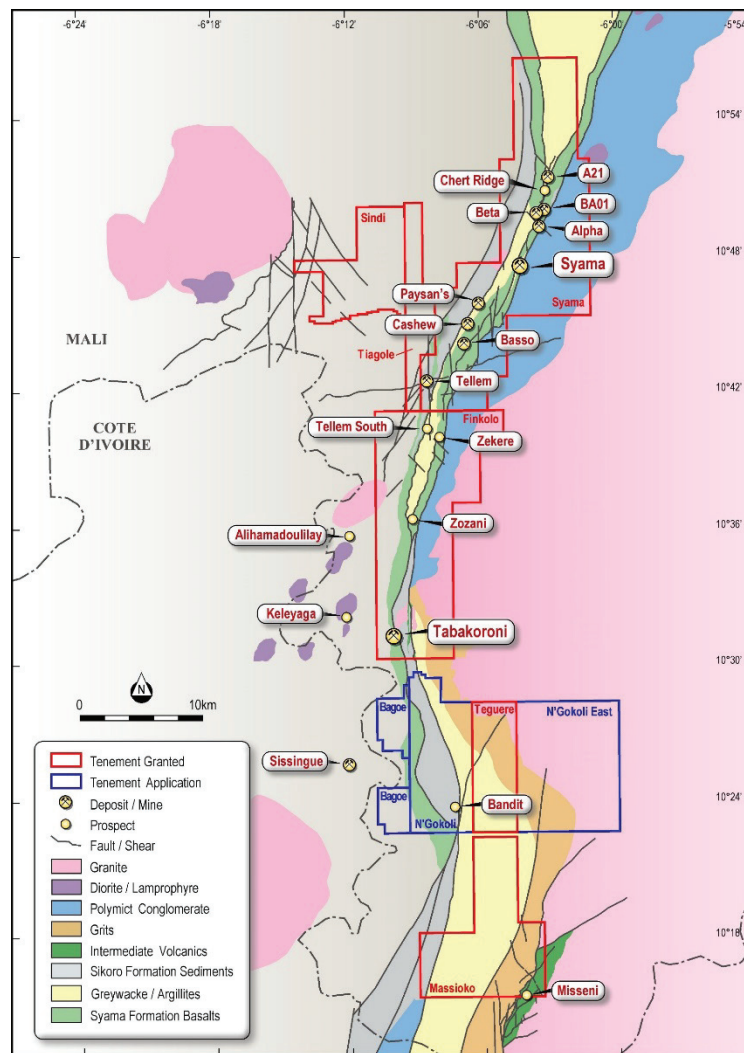 -6°24'
-6°18'
-6°12'
-6°06'
-6°00'
-5°54'
10°54'
A21
Chert Ridge
BA01
Beta
Alpha
Sindi
10°48'
Syama
Paysan's
Syama
Cashew
MALI
Basso
Tiagole
Tellem
10°42'
COTE
D'IVOIRE
Finkolo
Tellem South
Zekere
Zozani
10°36'
Alihamadoulilay
Keleyaga
Tabakoroni
10°30'
N
0
10km
Bagoe
Teguere
N'Gokoli East
Tenement Granted
Tenement Application
Sissingue
Deposit / Mine
Bagoe
Bandit
10°24'
Prospect
N'Gokoli
Fault / Shear
Granite
Diorite / Lamprophyre
Polymict Conglomerate
Grits
10°18'
Intermediate Volcanics
Sikoro Formation Sediments
Greywacke / Argillites
Massioko
Misseni
Syama Formation Basalts